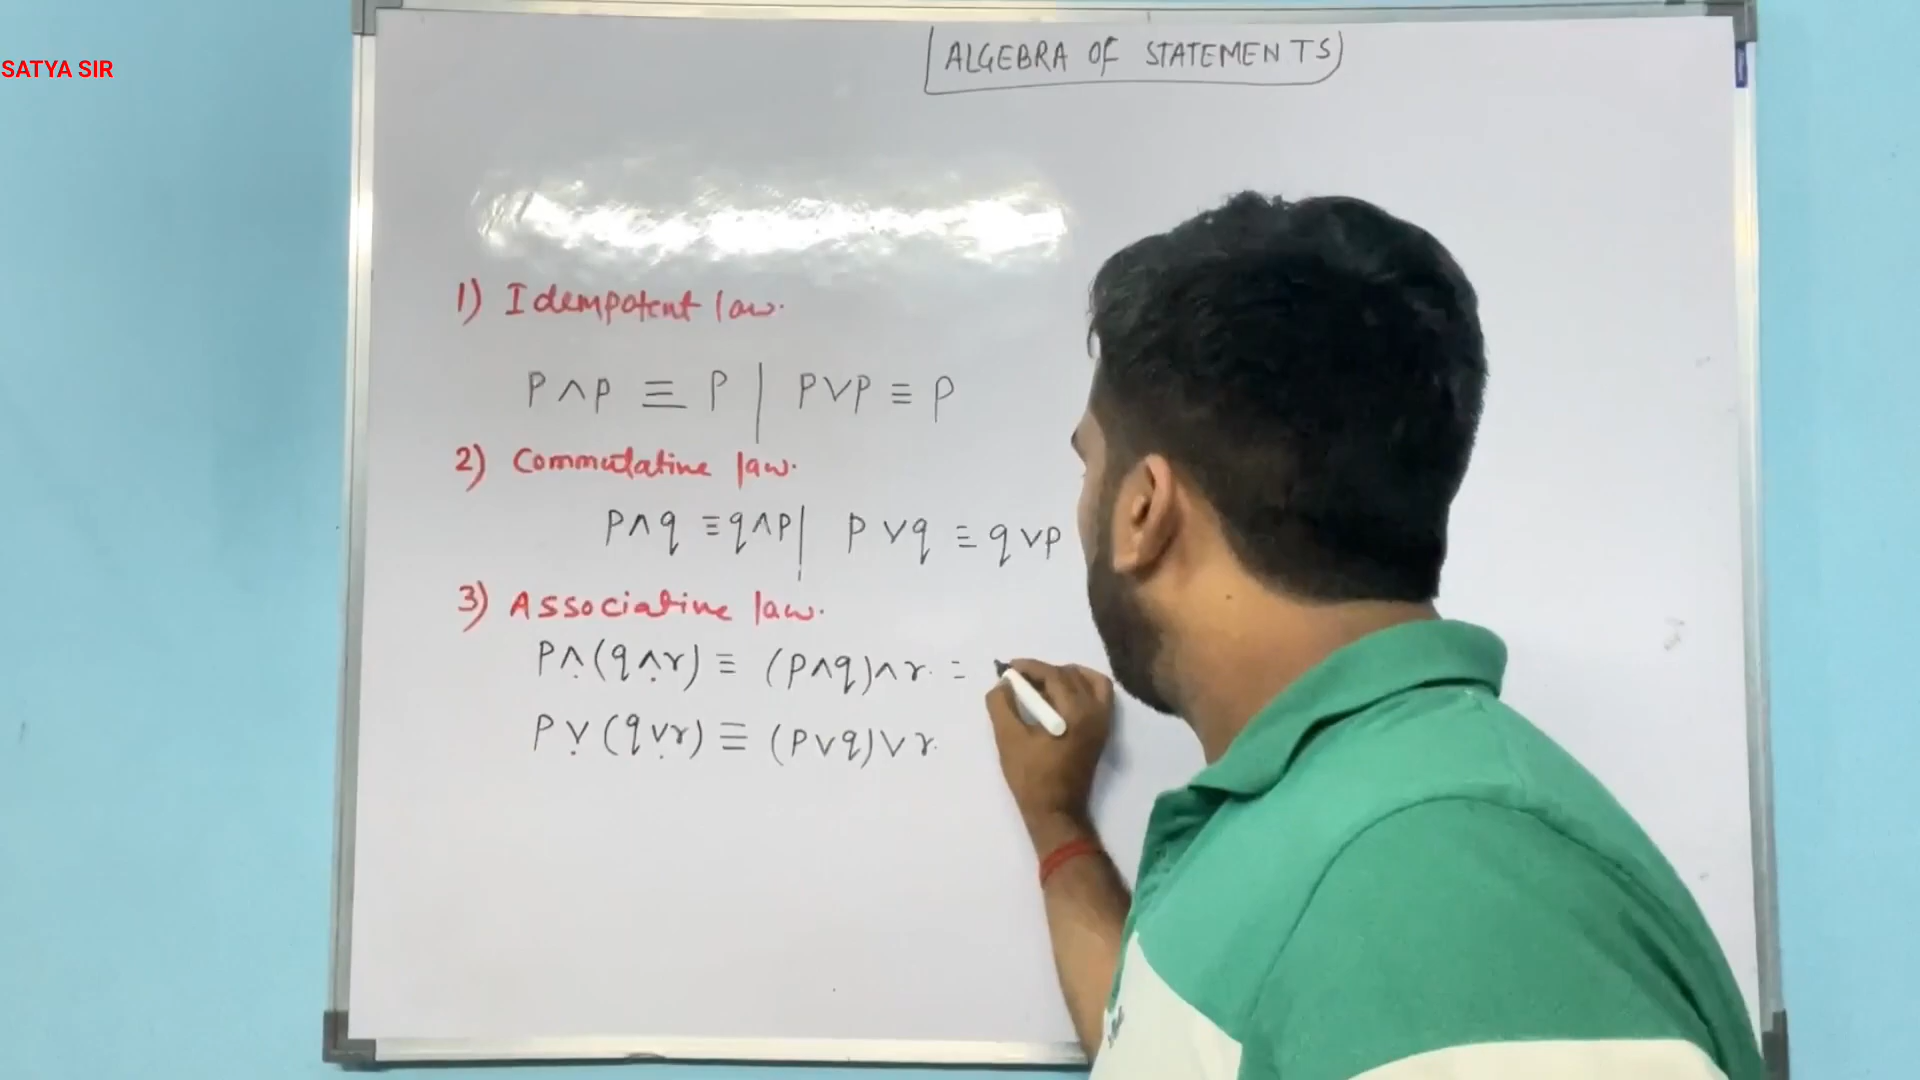 SATYA SIR
ALGEBRA OF STATEMENTS
1) Idempotent law.
P∧P ≡ P | P∨P ≡ P
2) Commutative law.
P∧q ≡ q∧P | P∨q ≡ q∨P
3) Associative law.
P∧(q∧r) ≡ (P∧q)∧r. =
P∨(q∨r) ≡ (P∨q)∨r.